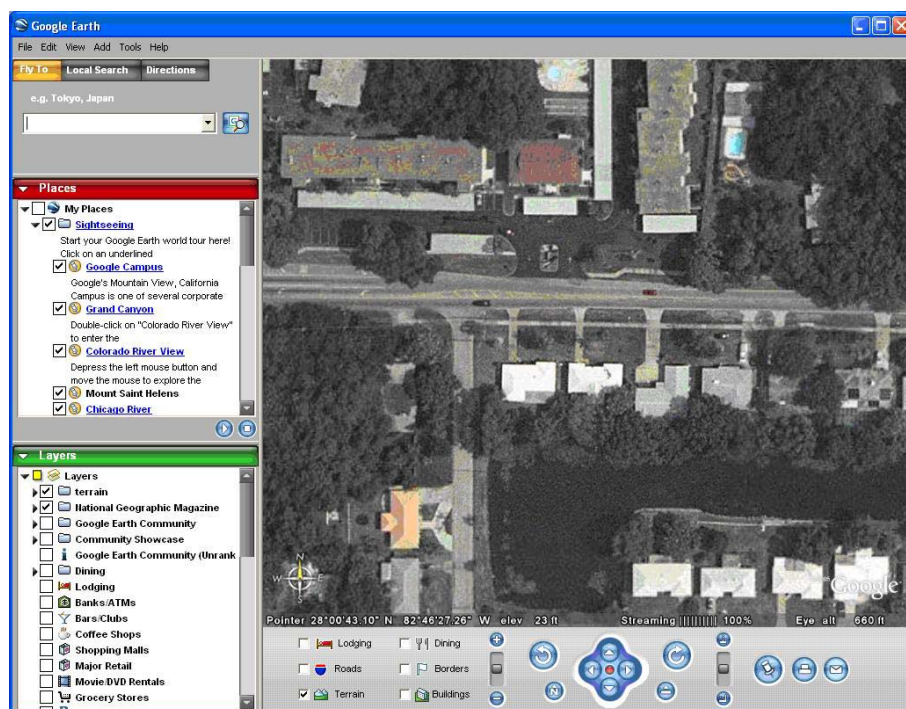 Google Earth
File Edit View Add Tools Help
Fly To Local Search Directions
e.g. Tokyo, Japan
Places
My Places
Sightseeing
Start your Google Earth world tour here!
Click on an underlined
Google Campus
Google's Mountain View, California
Campus is one of several corporate
Grand Canyon
Double-click on "Colorado River View"
to enter the
Colorado River View
Depress the left mouse button and
move the mouse to explore the
Mount Saint Helens
Chicago River
Layers
Layers
terrain
National Geographic Magazine
Google Earth Community
Community Showcase
Google Earth Community (Unrank
Dining
Lodging
Banks/ATMs
Bars/Clubs
Coffee Shops
Shopping Malls
Major Retail
Movie/DVD Rentals
Grocery Stores
N
W E
S
Google
Pointer 28°00'43.10" N 82°46'27.26" W elev 23 ft Streaming |||||||||| 100% Eye alt 660 ft
Lodging Dining
Roads Borders
Terrain Buildings
N